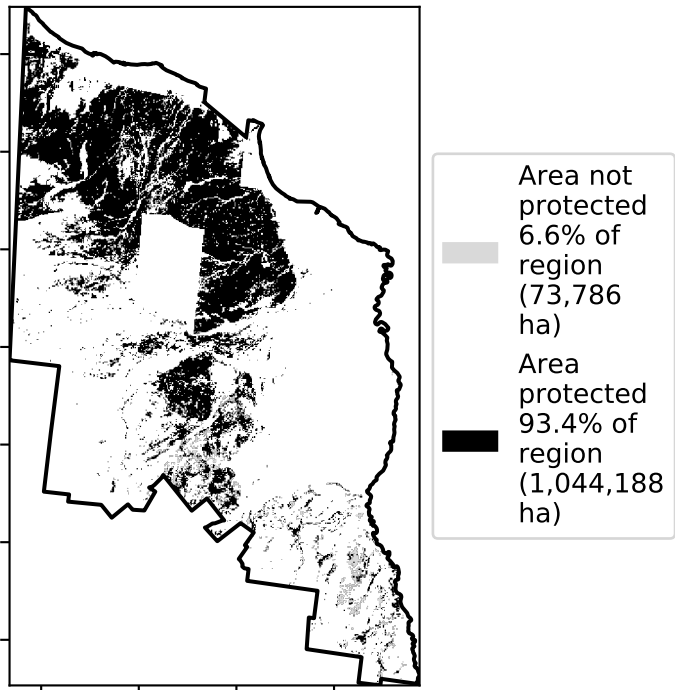 Area not
protected
6.6% of
region
(73,786
ha)
Area
protected
93.4% of
region
(1,044,188
ha)